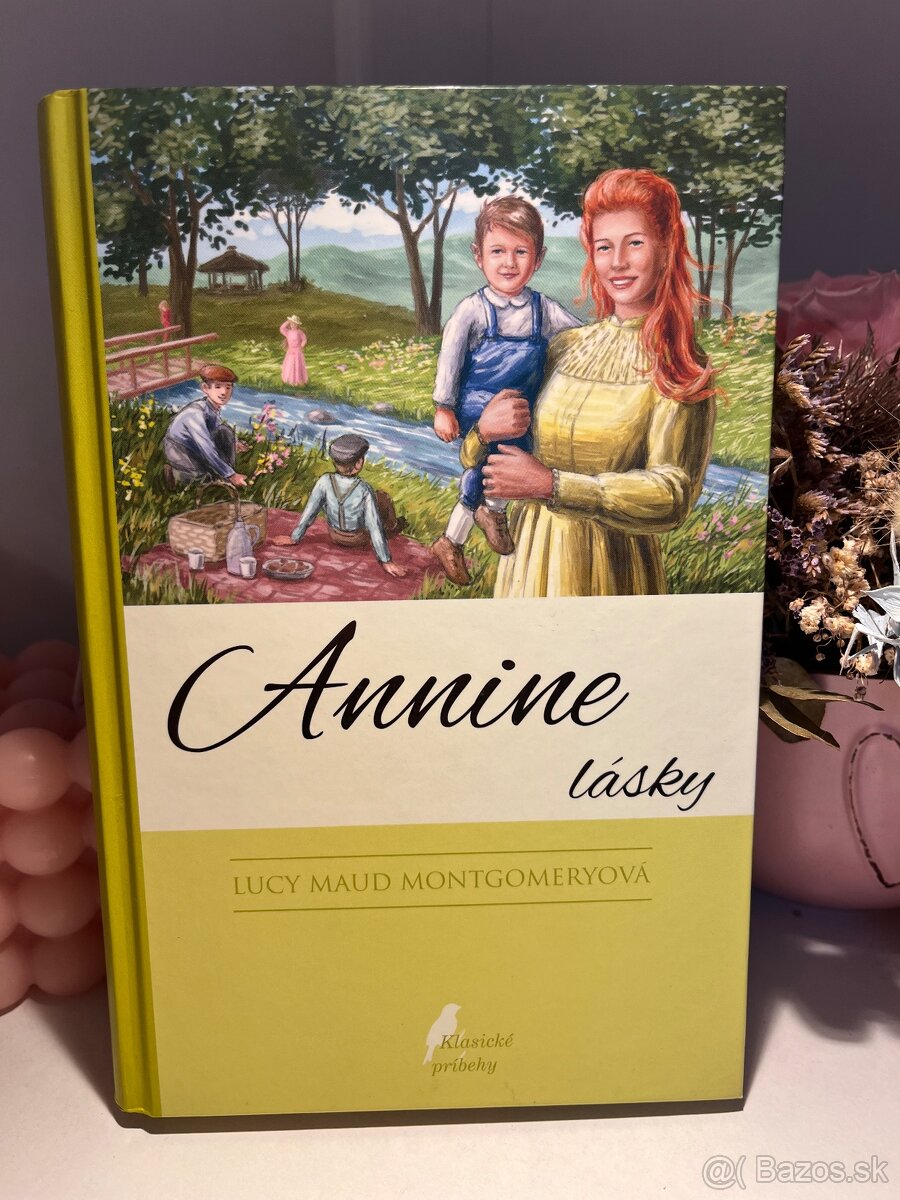 Annine
lásky
LUCY MAUD MONTGOMERYOVÁ
Klasické
príbehy
@( Bazos.sk